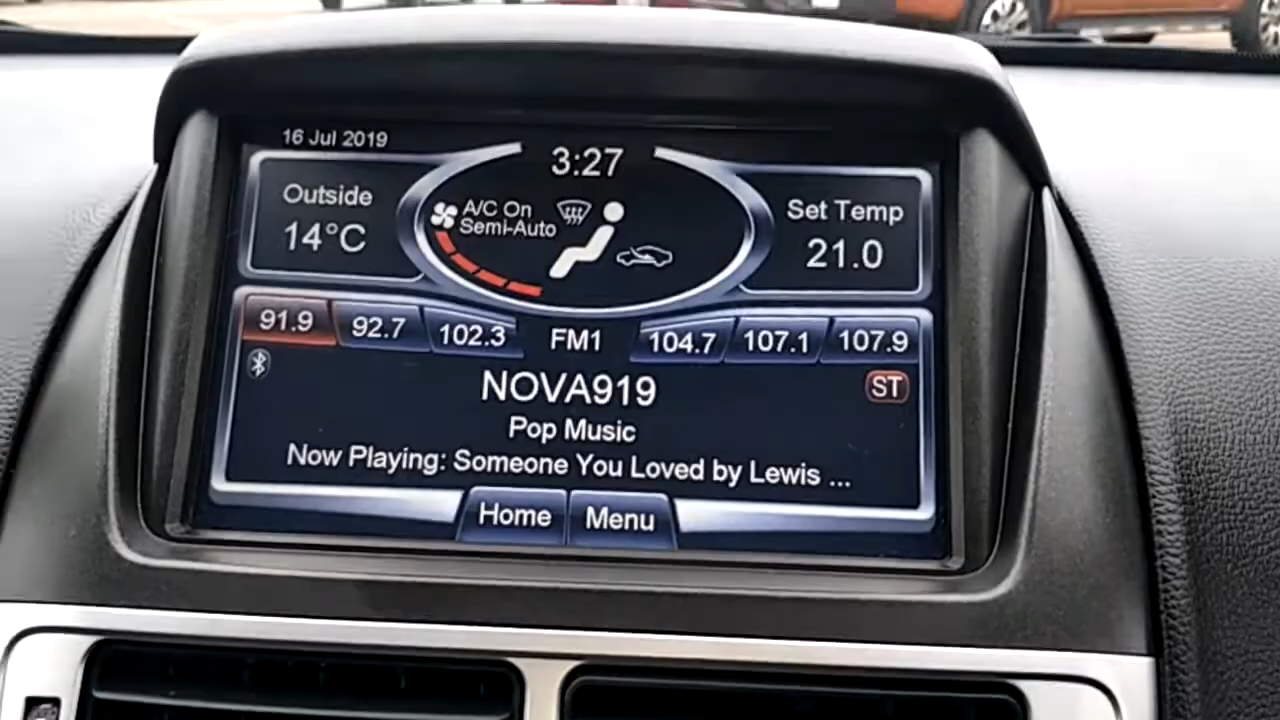 16 Jul 2019
3:27
Outside
14°C
A/C On
Semi-Auto
Set Temp
21.0
91.9
92.7
102.3
FM1
104.7
107.1
107.9
NOVA919
ST
Pop Music
Now Playing: Someone You Loved by Lewis ...
Home
Menu